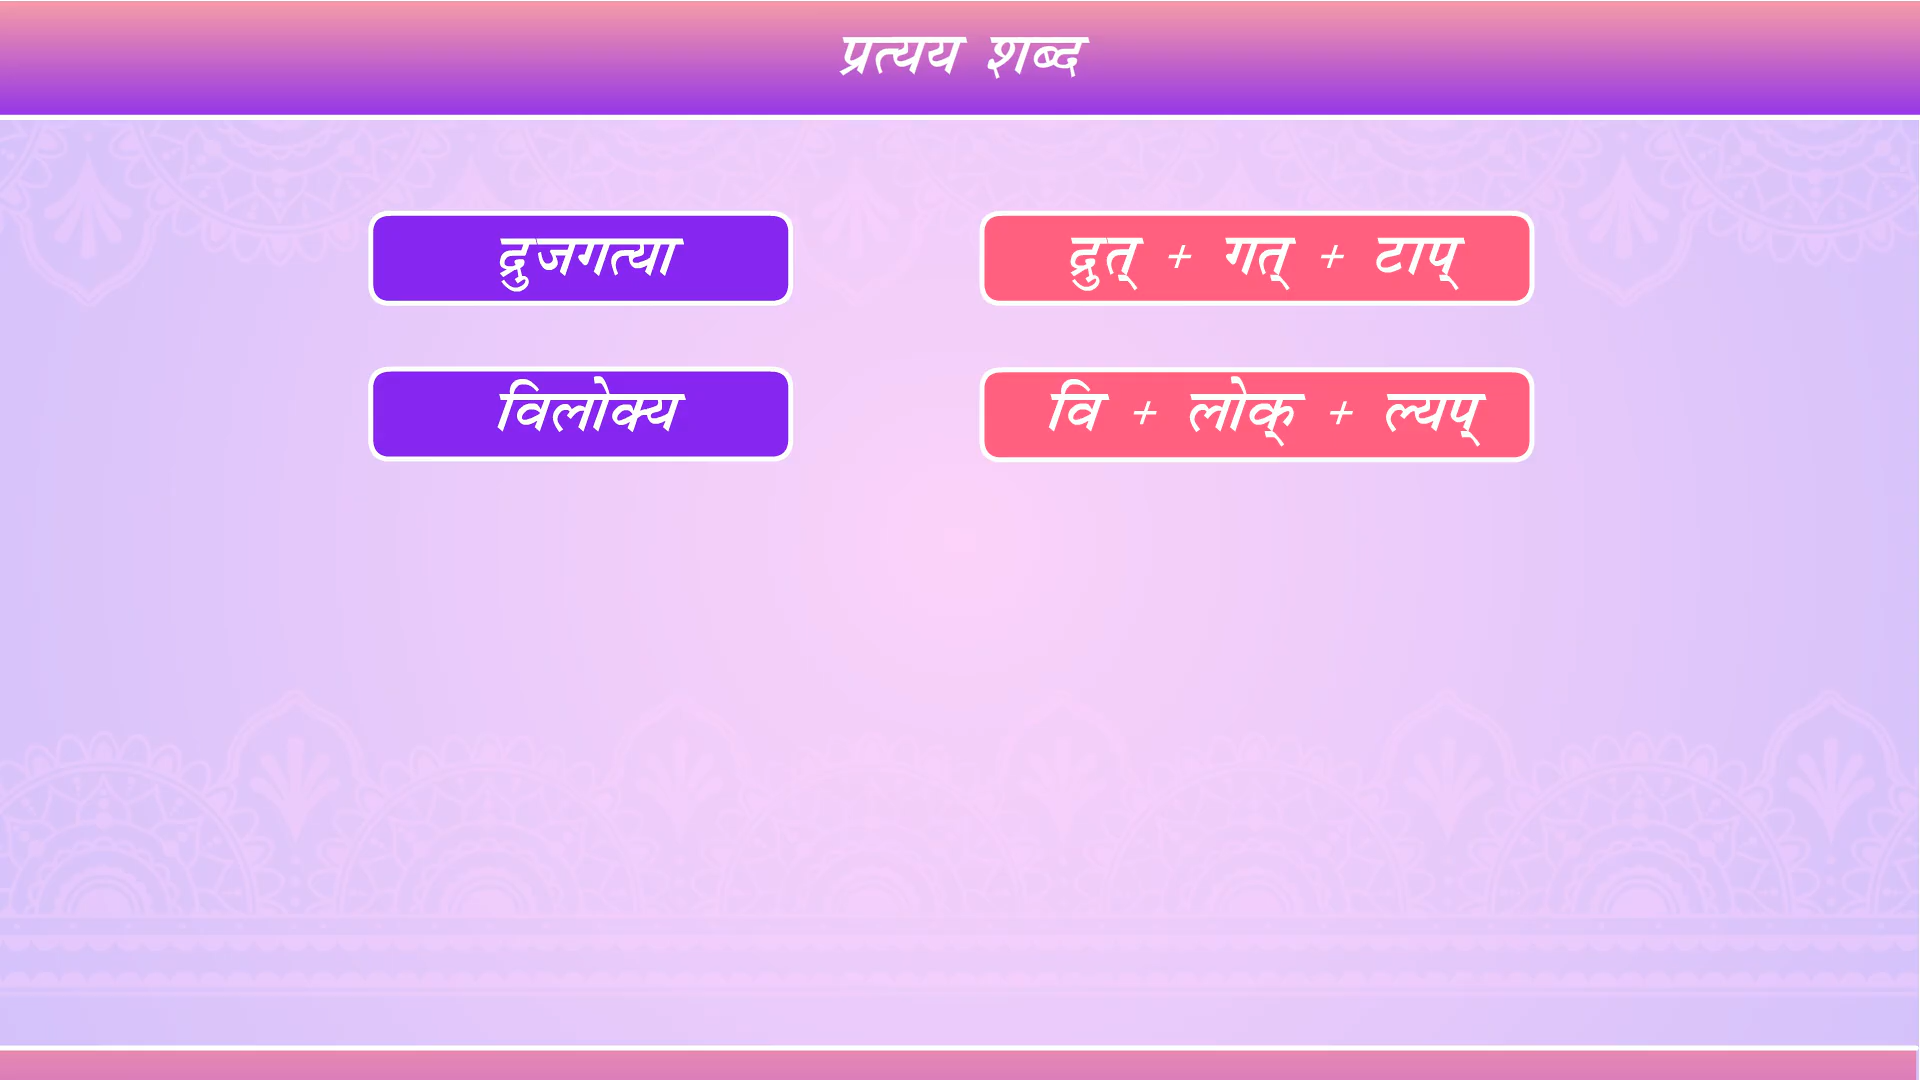 प्रत्यय शब्द
द्रुजगत्या द्रुत् + गत् + टाप्
विलोक्य वि + लोक् + ल्यप्